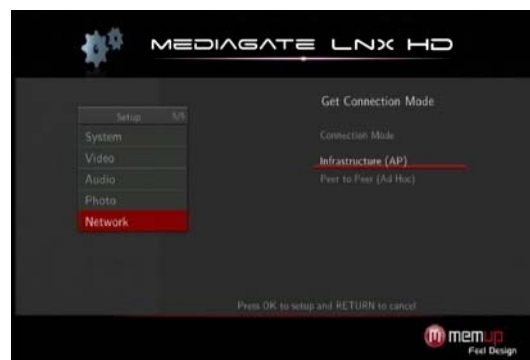 MEDIAGATE LNX HD
Get Connection Mode
Setup 5/5
System
Connection Mode
Video
Infrastructure (AP)
Audio
Peer to Peer (Ad Hoc)
Photo
Network
Press OK to setup and RETURN to cancel
m memup
Feel Design